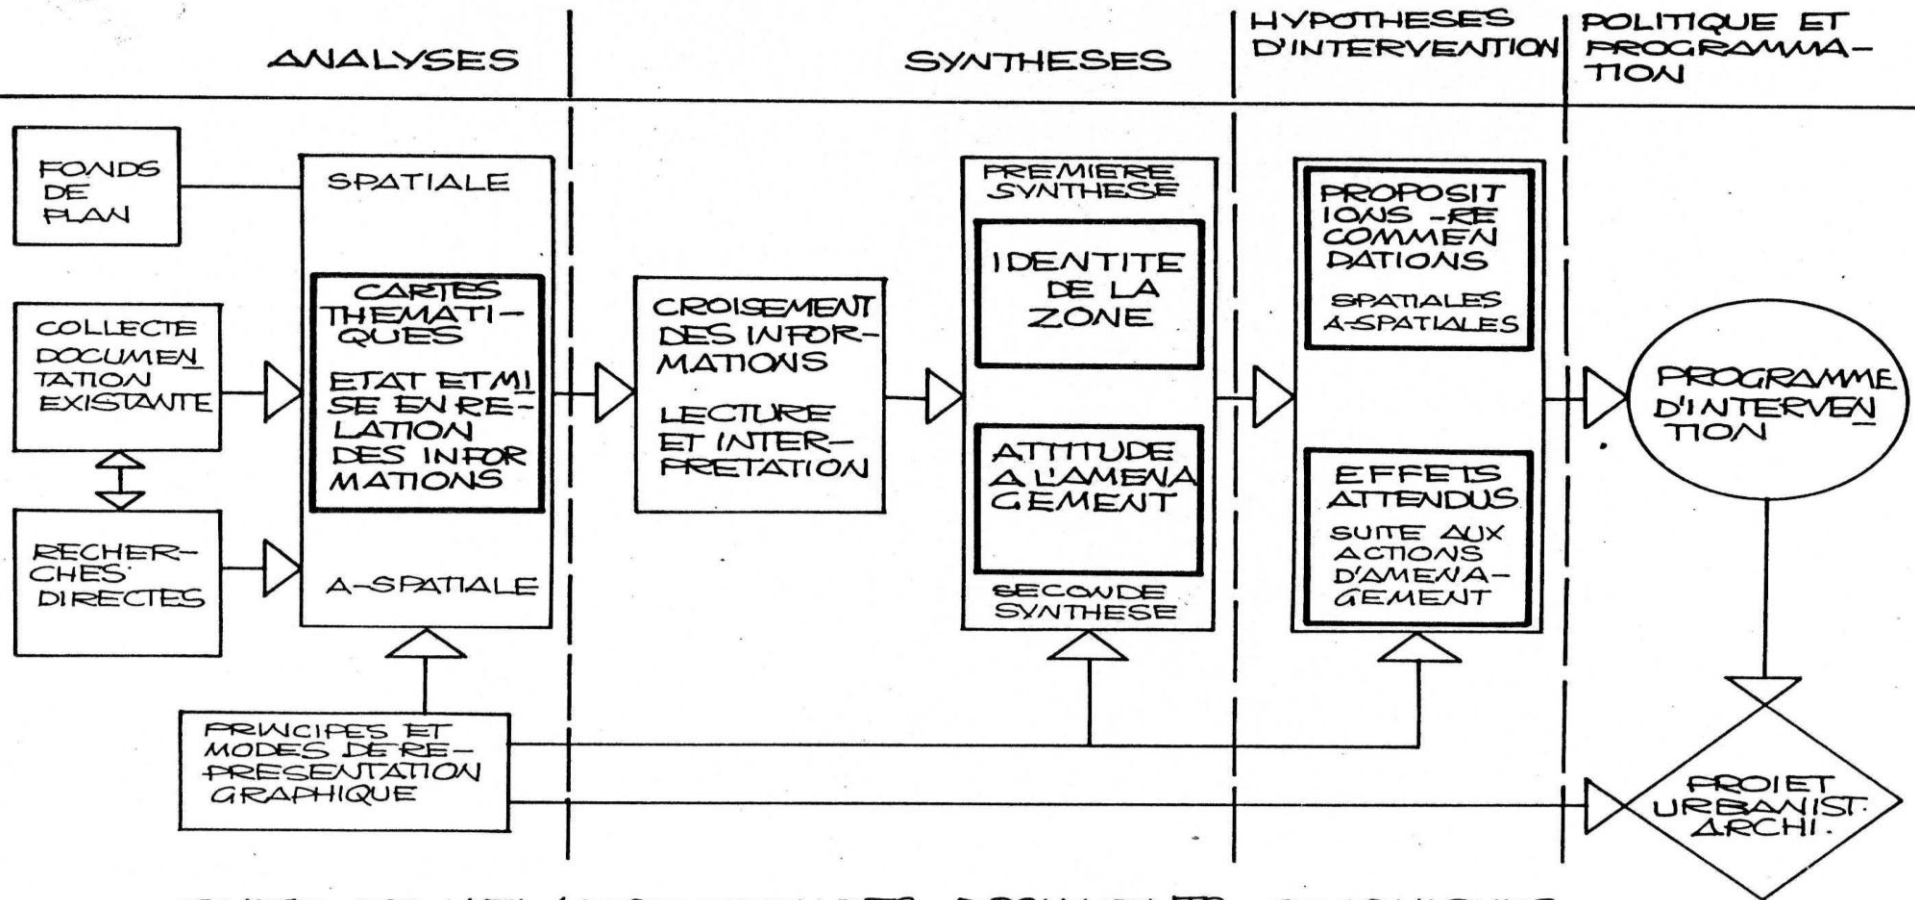 ANALYSES
SYNTHESES
HYPOTHESES
D'INTERVENTION
POLITIQUE ET
PROGRAMMA-
TION
FONDS
DE
PLAN
COLLECTE
DOCUMEN
TATION
EXISTANTE
RECHER-
CHES
DIRECTES
SPATIALE
CARTES
THEMATI-
QUES
ETAT ET MI
SE EN RE-
LATION
DES INFOR
MATIONS
A-SPATIALE
PRINCIPES ET
MODES DE RE-
PRESENTATION
GRAPHIQUE
CROISEMENT
DES INFOR-
MATIONS
LECTURE
ET INTER-
PRETATION
PREMIERE
SYNTHESE
IDENTITE
DE LA
ZONE
ATTITUDE
A L'AMENA
GEMENT
SECONDE
SYNTHESE
PROPOSIT
IONS -RE
COMMEN
DATIONS
SPATIALES
A-SPATIALES
EFFETS
ATTENDUS
SUITE AUX
ACTIONS
D'AMENA-
GEMENT
PROGRAMME
D'INTERVEN
TION
PROJET
URBANIST.
ARCHI.